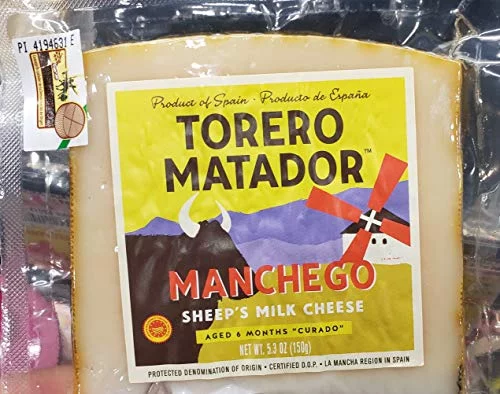 PI 4194631E
Product of Spain · Producto de España
TORERO
MATADOR™
MANCHEGO
SHEEP'S MILK CHEESE
AGED 6 MONTHS "CURADO"
NET WT. 5.3 OZ (150g)
PROTECTED DENOMINATION OF ORIGIN • CERTIFIED D.O.P. • LA MANCHA REGION IN SPAIN